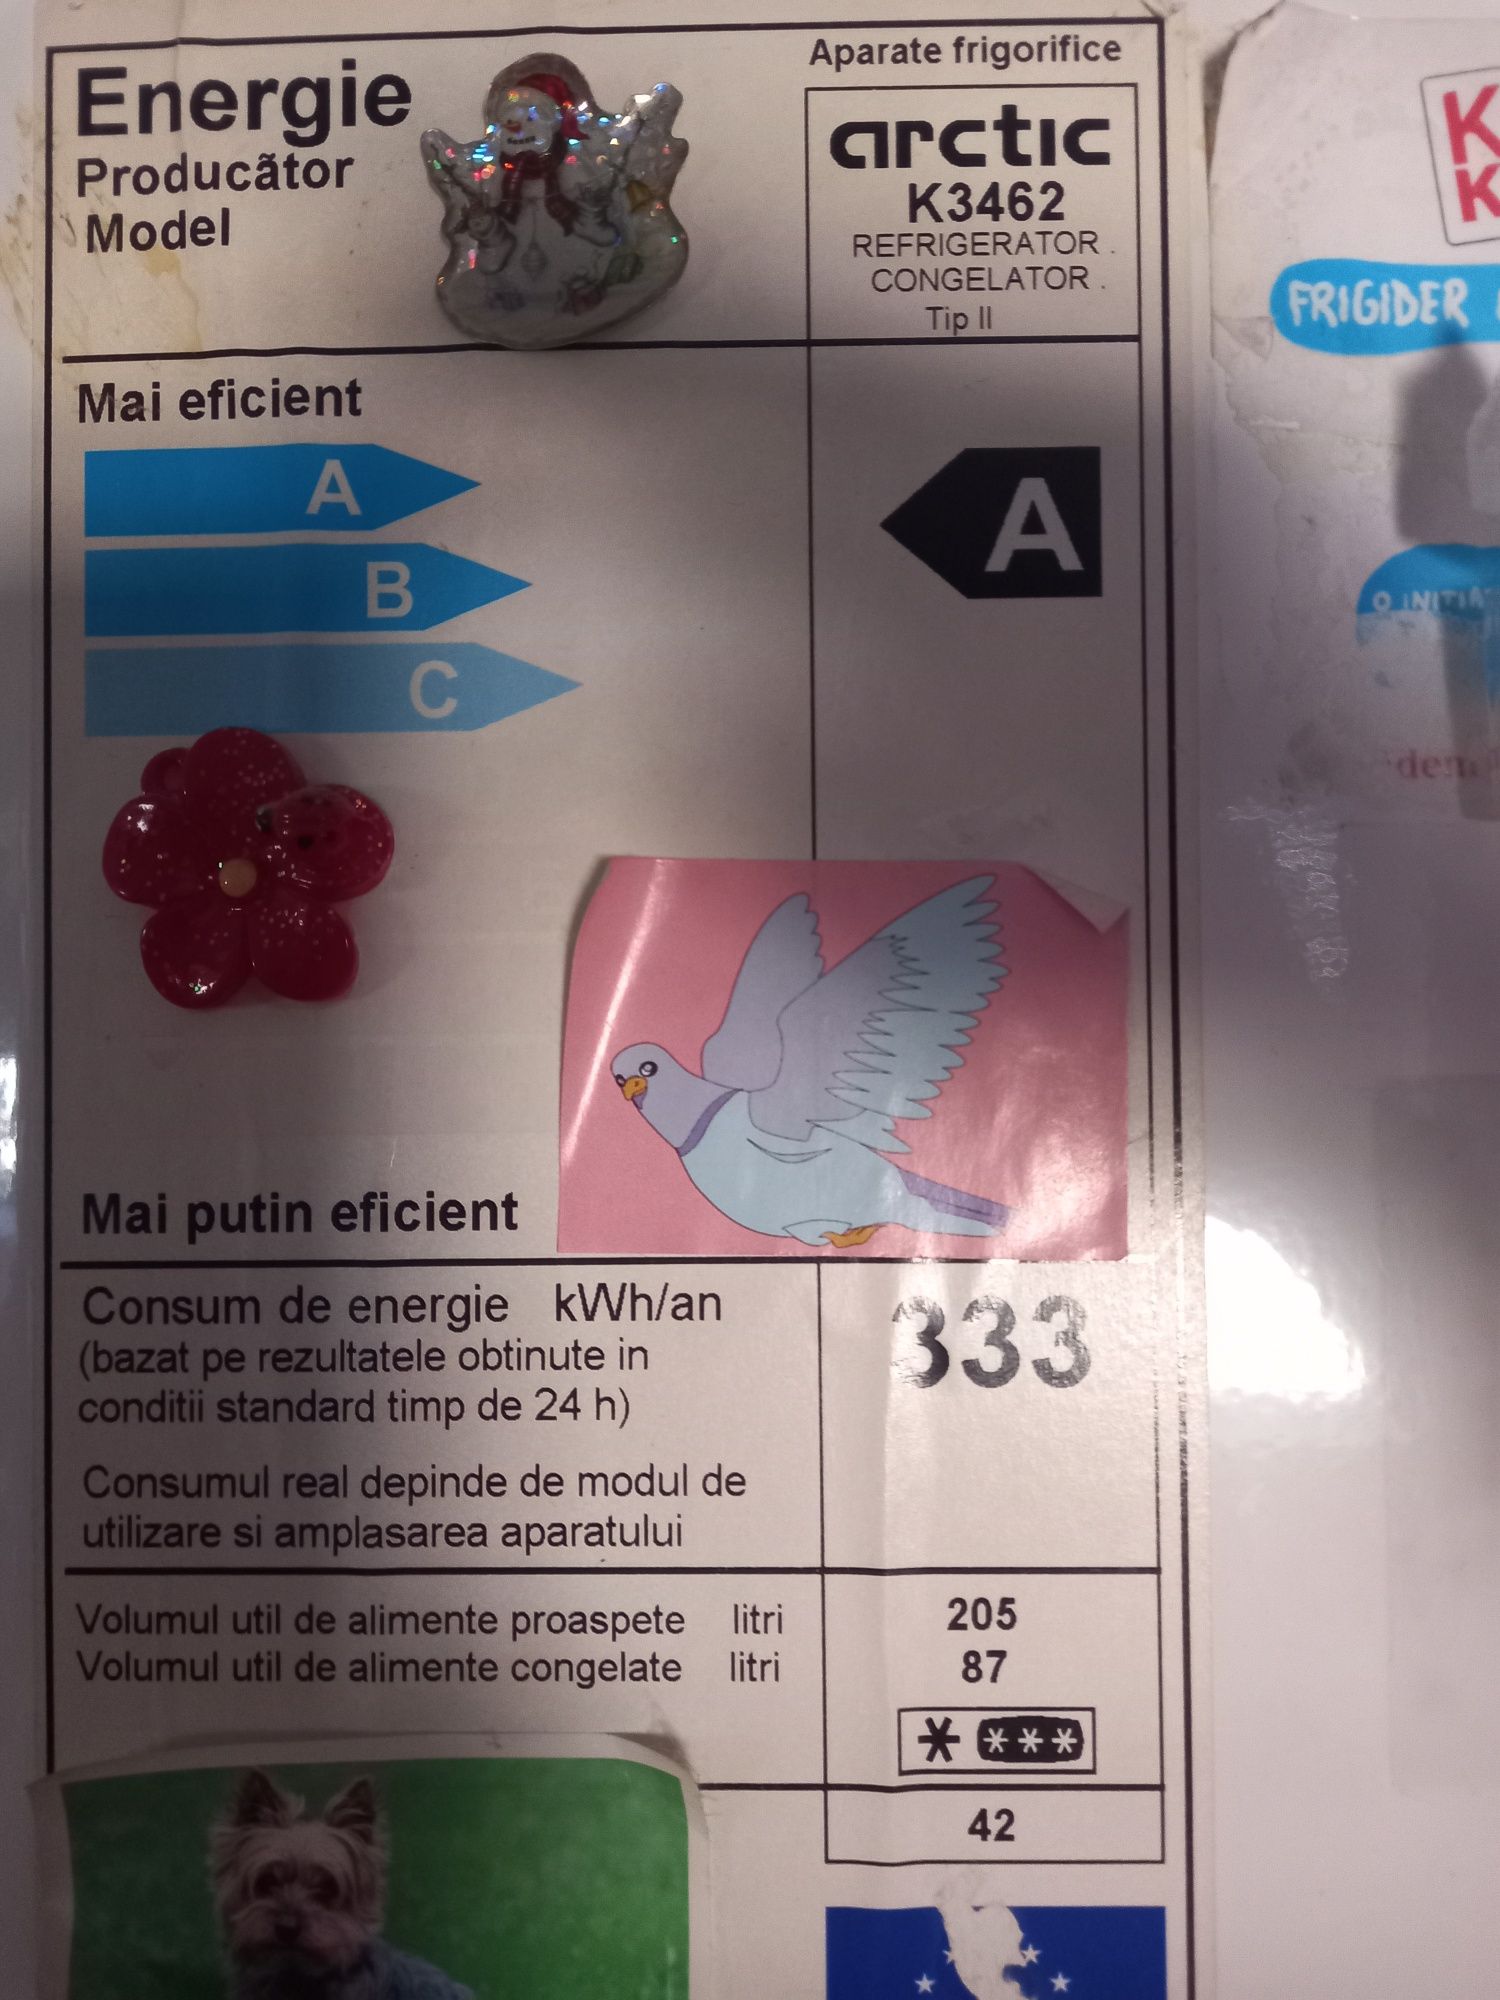 Energie
Producãtor
Model
Aparate frigorifice
arctic
K3462
REFRIGERATOR .
CONGELATOR .
Tip II
Mai eficient
A
B
C
A
Mai putin eficient
Consum de energie kWh/an
(bazat pe rezultatele obtinute in
conditii standard timp de 24 h)
333
Consumul real depinde de modul de
utilizare si amplasarea aparatului
Volumul util de alimente proaspete litri 205
Volumul util de alimente congelate litri 87
* ***
42
K
K
FRIGIDER
O INITIA